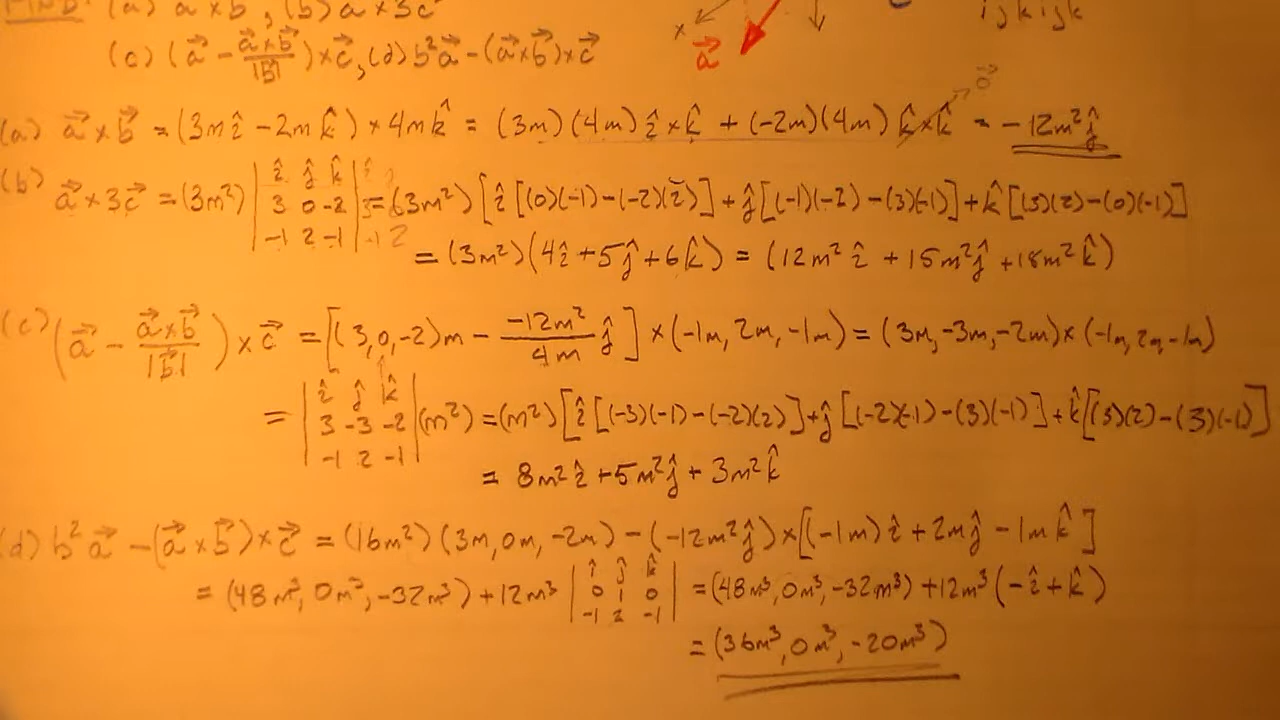 FIND: (a) a⃗×b⃗, (b) a⃗×3c⃗
(c) (a⃗ - (a⃗×b⃗)/|b⃗|)×c⃗, (d) b²a⃗ - (a⃗×b⃗)×c⃗
x a⃗
i j k i j k
(a) a⃗×b⃗ = (3m î - 2m k̂) × 4m k̂ = (3m)(4m) î×k̂ + (-2m)(4m) k̂×k̂ 0⃗ = -12m² ĵ
(b) a⃗×3c⃗ = (3m²) | î ĵ k̂ | 3 0 -2 | -1 2 -1 | = (3m²)[î[(0)(-1)-(-2)(2)] + ĵ[(-1)(-2)-(3)(-1)] + k̂[(3)(2)-(0)(-1)]
= (3m²)(4î + 5ĵ + 6k̂) = (12m² î + 15m² ĵ + 18m² k̂)
(c) (a⃗ - (a⃗×b⃗)/|b⃗|) × c⃗ = [(3,0,-2)m - (-12m²)/(4m) ĵ] × (-1m, 2m, -1m) = (3m, -3m, -2m) × (-1m, 2m, -1m)
= | î ĵ k̂ | 3 -3 -2 | -1 2 -1 | (m²) = (m²)[î[(-3)(-1)-(-2)(2)] + ĵ[(-2)(-1)-(3)(-1)] + k̂[(3)(2)-(3)(-1)]
= 8m² î + 5m² ĵ + 3m² k̂
(d) b² a⃗ - (a⃗×b⃗)×c⃗ = (16m²)(3m, 0m, -2m) - (-12m² ĵ) × [(-1m) î + 2m ĵ - 1m k̂]
= (48m³, 0m³, -32m³) + 12m³ | î ĵ k̂ | 0 1 0 | -1 2 -1 | = (48m³, 0m³, -32m³) + 12m³ (-î + k̂)
= (36m³, 0m³, -20m³)